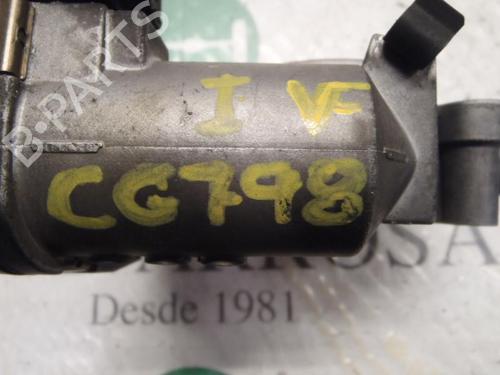 B·PARTS
I VF
CG798
Desde 1981